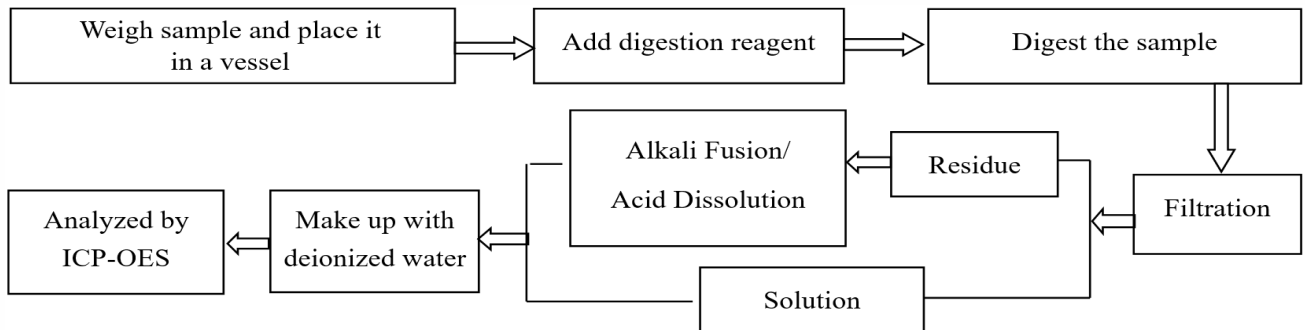 Weigh sample and place it
in a vessel
Add digestion reagent
Digest the sample
Filtration
Residue
Alkali Fusion/
Acid Dissolution
Solution
Make up with
deionized water
Analyzed by
ICP-OES